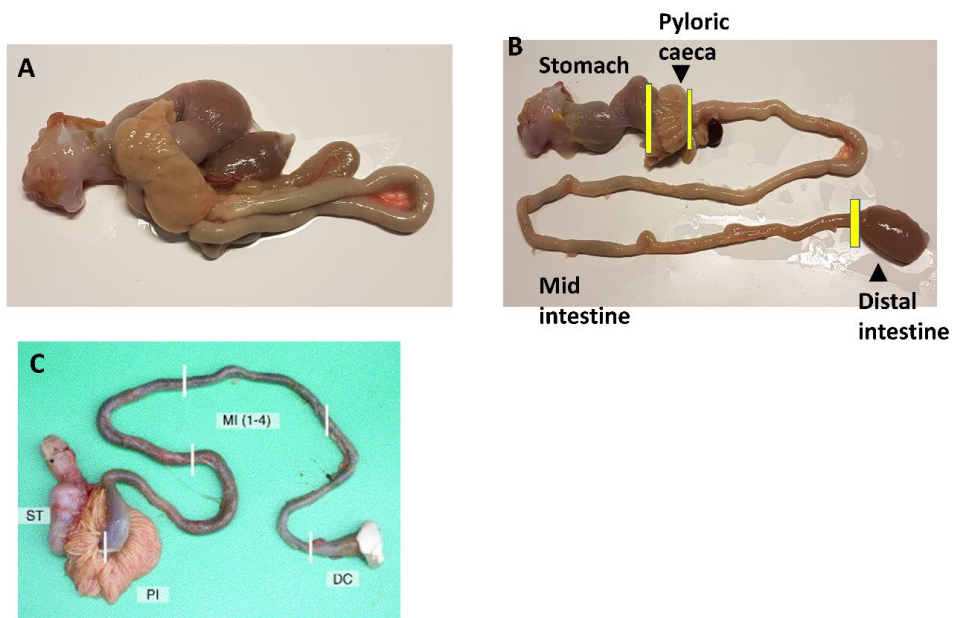 A
B
Pyloric
caeca
Stomach
Mid
intestine
Distal
intestine
C
MI (1-4)
ST
PI
DC